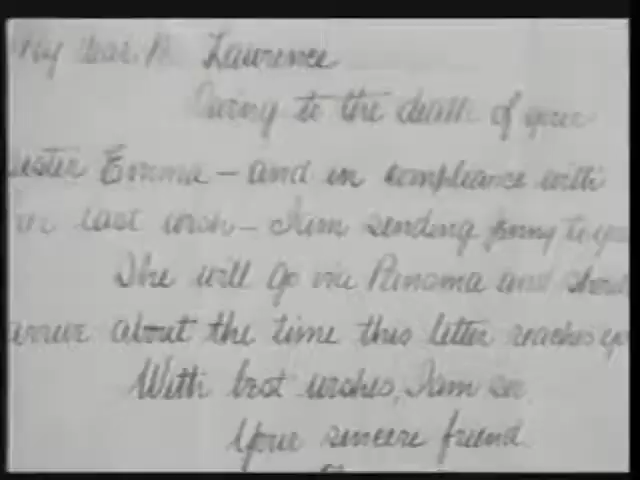 My dear Mr Lawrence
Owing to the death of your
sister Emma – and in compliance with
her last wish – I am sending Jenny to you
She will go via Panama and should
arrive about the time this letter reaches you
With best wishes, I am sir,
Your sincere friend